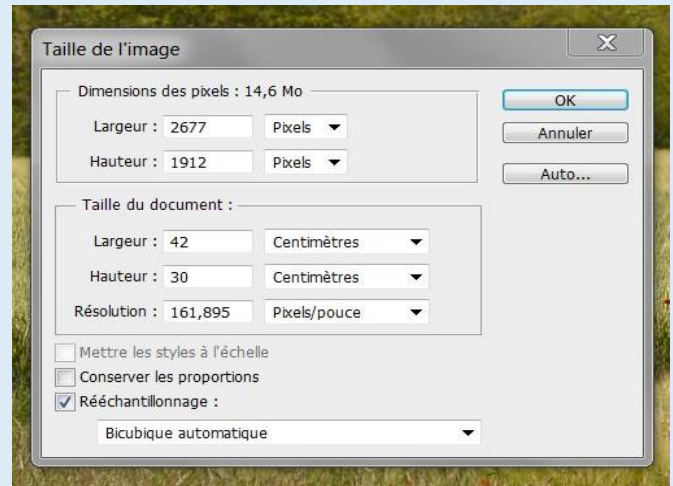 Taille de l'image
Dimensions des pixels : 14,6 Mo
Largeur : 2677 Pixels
Hauteur : 1912 Pixels
OK
Annuler
Auto...
Taille du document :
Largeur : 42 Centimètres
Hauteur : 30 Centimètres
Résolution : 161,895 Pixels/pouce
Mettre les styles à l'échelle
Conserver les proportions
Rééchantillonnage :
Bicubique automatique